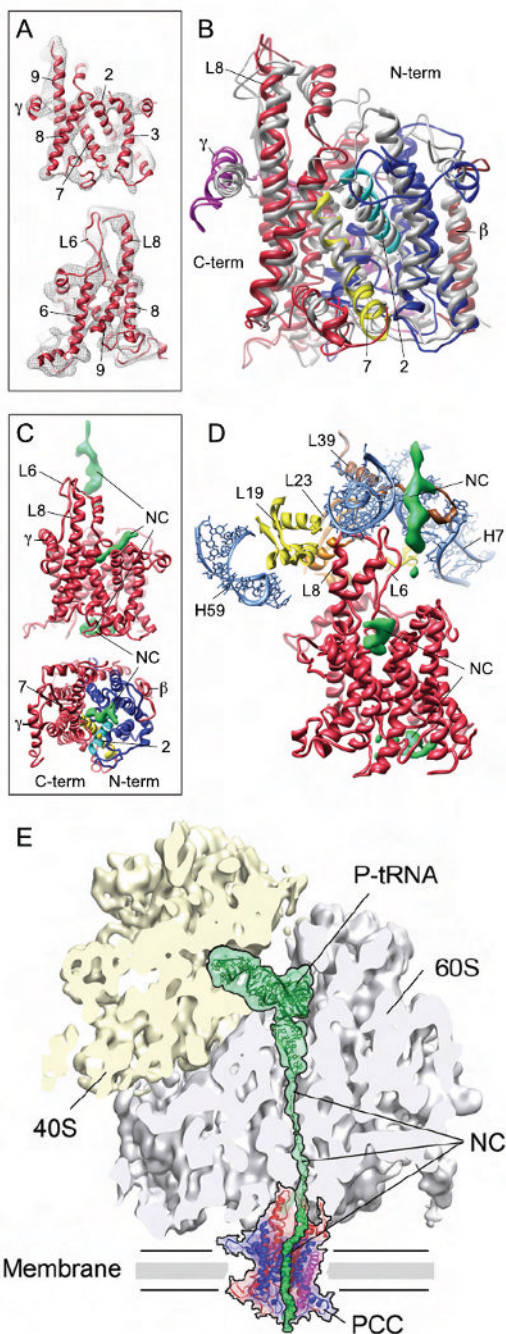 A
9
2
γ
8
3
7
L6
L8
6
8
9
B
L8
N-term
γ
C-term
β
7
2
C
L6
L8
NC
γ
NC
7
β
γ
2
C-term
N-term
D
L39
L23
NC
L19
H7
H59
L8
L6
NC
E
P-tRNA
60S
40S
NC
Membrane
PCC